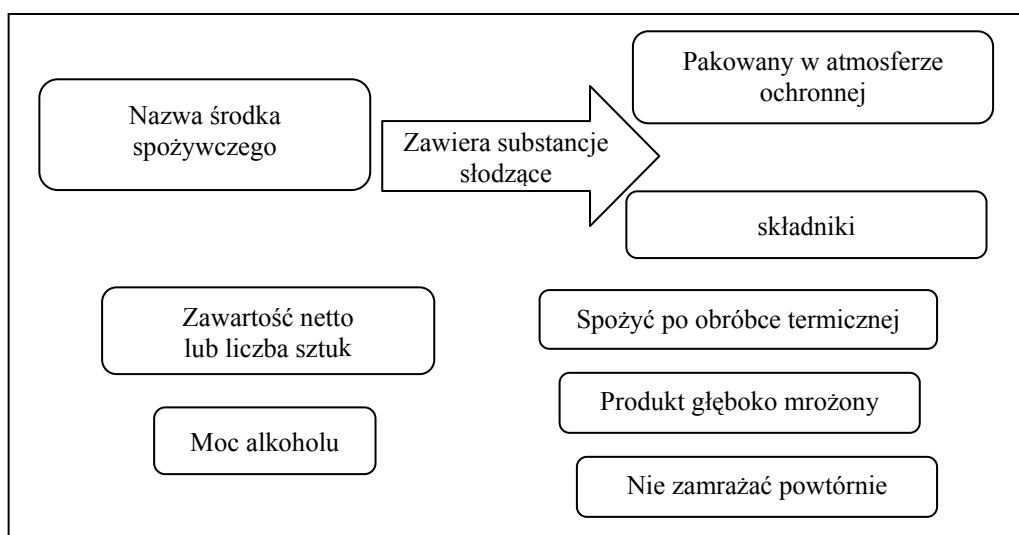 Nazwa środka
spożywczego
Zawiera substancje
słodzące
Pakowany w atmosferze
ochronnej
składniki
Zawartość netto
lub liczba sztuk
Spożyć po obróbce termicznej
Moc alkoholu
Produkt głęboko mrożony
Nie zamrażać powtórnie